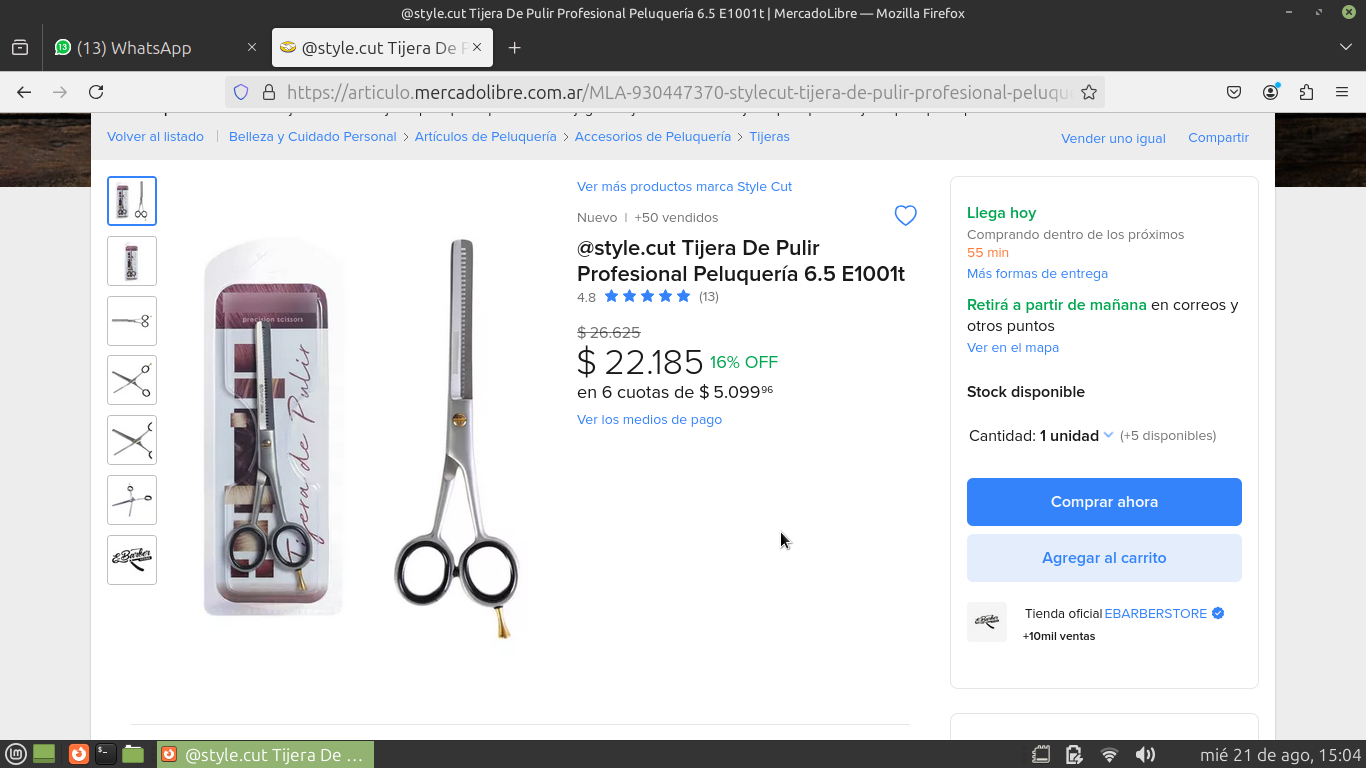 @style.cut Tijera De Pulir Profesional Peluquería 6.5 E1001t | MercadoLibre — Mozilla Firefox
(13) WhatsApp
@style.cut Tijera De P
https://articulo.mercadolibre.com.ar/MLA-930447370-stylecut-tijera-de-pulir-profesional-peluqu
Volver al listado | Belleza y Cuidado Personal > Artículos de Peluquería > Accesorios de Peluquería > Tijeras
Vender uno igual
Compartir
precision scissors
Tijera de Pulir
Ver más productos marca Style Cut
Nuevo | +50 vendidos
@style.cut Tijera De Pulir
Profesional Peluquería 6.5 E1001t
4.8 (13)
$ 26.625
$ 22.185 16% OFF
en 6 cuotas de $ 5.099 96
Ver los medios de pago
Llega hoy
Comprando dentro de los próximos
55 min
Más formas de entrega
Retirá a partir de mañana en correos y
otros puntos
Ver en el mapa
Stock disponible
Cantidad: 1 unidad (+5 disponibles)
Comprar ahora
Agregar al carrito
Tienda oficial EBARBERSTORE
+10mil ventas
E·Barber
@style.cut Tijera De ...
mié 21 de ago, 15:04